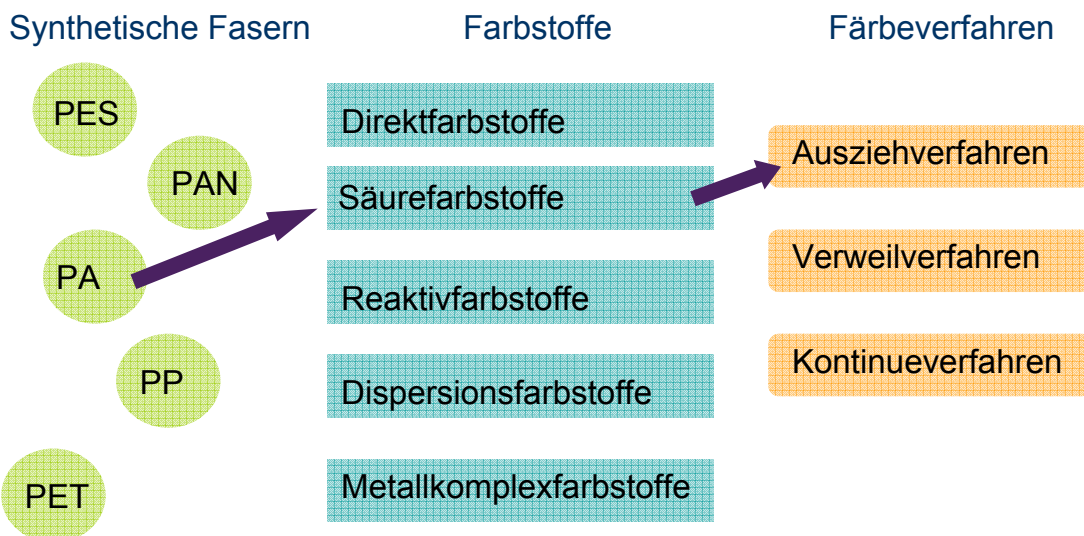 Synthetische Fasern
PES
PAN
PA
PP
PET
Farbstoffe
Direktfarbstoffe
Säurefarbstoffe
Reaktivfarbstoffe
Dispersionsfarbstoffe
Metallkomplexfarbstoffe
Färbeverfahren
Ausziehverfahren
Verweilverfahren
Kontinueverfahren